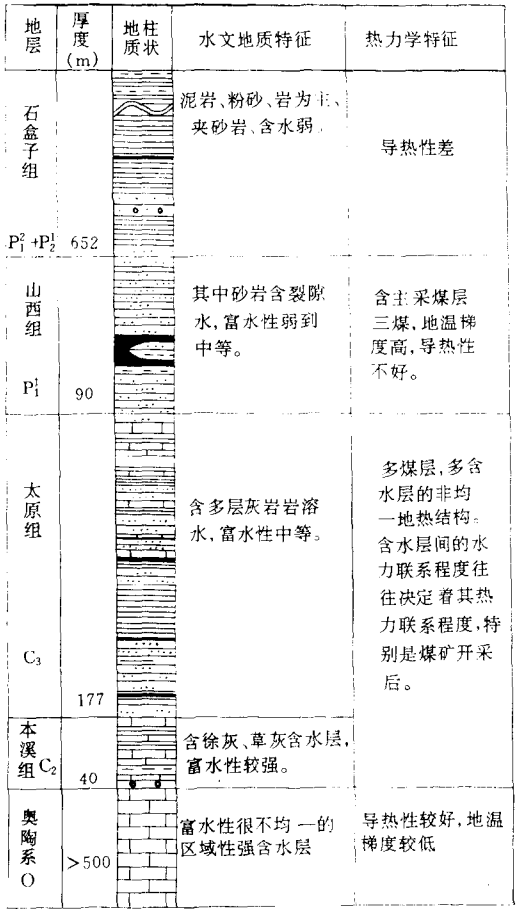 地层
厚度(m)
地柱质状
水文地质特征
热力学特征
石盒子组
P₁²+P₂¹
652
泥岩、粉砂、岩为主、
夹砂岩、含水弱。
导热性差
山西组
P₁¹
90
其中砂岩含裂隙
水,富水性弱到
中等。
含主采煤层
三煤,地温梯
度高,导热性
不好。
太原组
C₃
177
含多层灰岩岩溶
水,富水性中等。
多煤层,多含
水层的非均
一地热结构。
含水层间的水
力联系程度往
往决定着其热
力联系程度,特
别是煤矿开采
后。
本溪组C₂
40
含徐灰、草灰含水层,
富水性较强。
奥陶系
O
>500
富水性很不均一的
区域性强含水层
导热性较好,地温
梯度较低